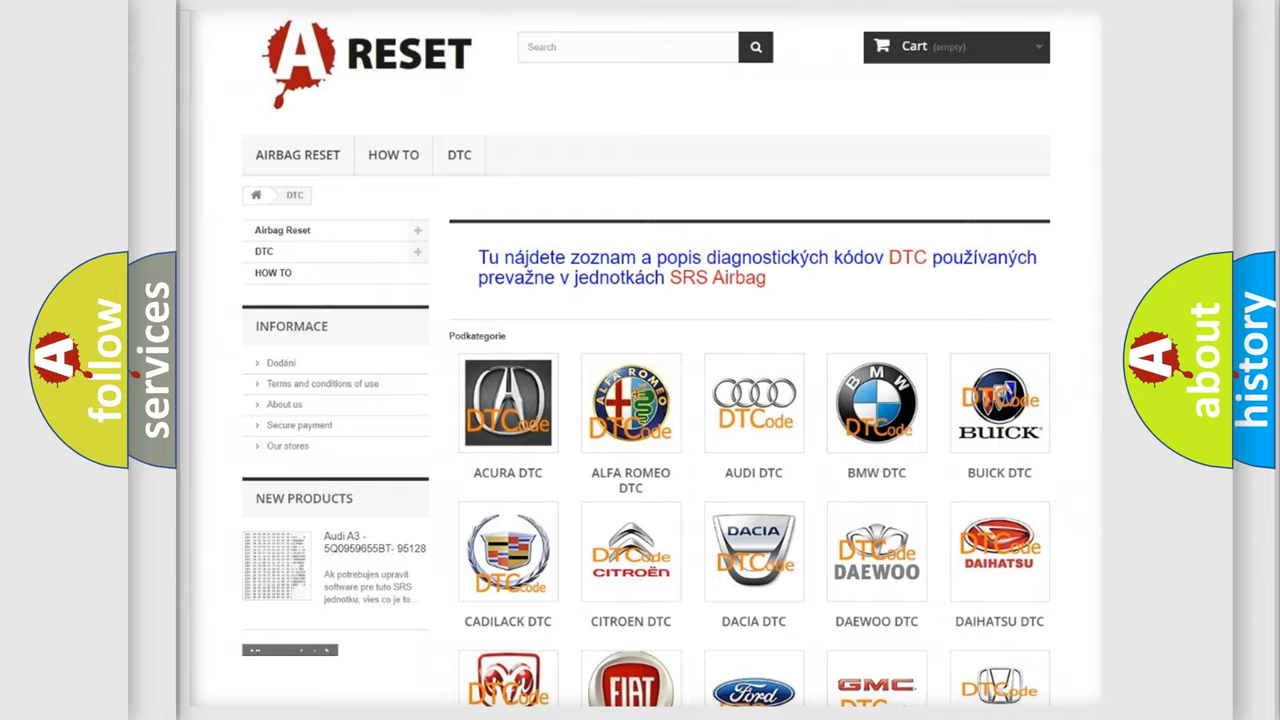 A RESET
Search
Cart (empty)
AIRBAG RESET
HOW TO
DTC
DTC
Airbag Reset
DTC
HOW TO
INFORMACE
Dodání
Terms and conditions of use
About us
Secure payment
Our stores
NEW PRODUCTS
Audi A3 -
5Q0959655BT- 95128
Ak potrebujes upravit
software pre tuto SRS
jednotku, vies co je to...
Tu nájdete zoznam a popis diagnostických kódov DTC používaných
prevažne v jednotkách SRS Airbag
Podkategorie
DTCode
ALFA ROMEO
DTCode
DTCode
BMW
DTCode
DTCode
BUICK
ACURA DTC
ALFA ROMEO
DTC
AUDI DTC
BMW DTC
BUICK DTC
DTCode
DTCode
CITROËN
DACIA
DTCode
DTCode
DAEWOO
DTCode
DAIHATSU
CADILACK DTC
CITROEN DTC
DACIA DTC
DAEWOO DTC
DAIHATSU DTC
DTCode
FIAT
Ford
GMC
DTCode
A follow
services
A about
history